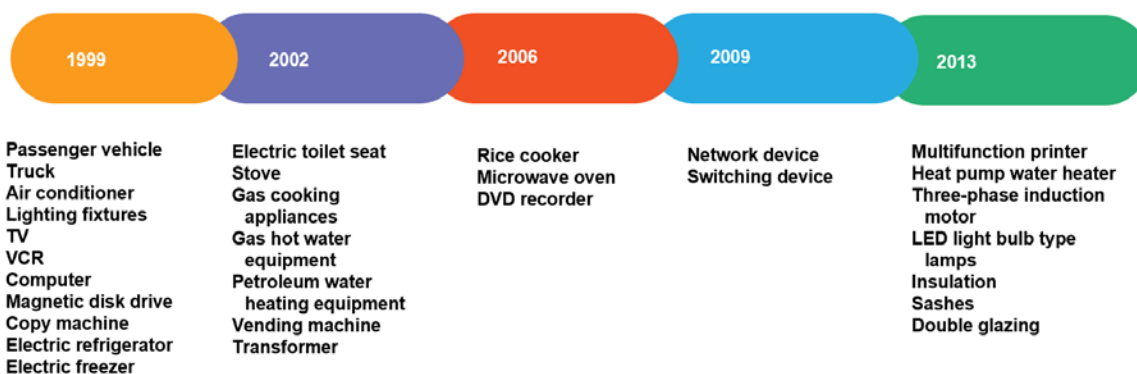 1999
2002
2006
2009
2013
Passenger vehicle
Truck
Air conditioner
Lighting fixtures
TV
VCR
Computer
Magnetic disk drive
Copy machine
Electric refrigerator
Electric freezer
Electric toilet seat
Stove
Gas cooking
appliances
Gas hot water
equipment
Petroleum water
heating equipment
Vending machine
Transformer
Rice cooker
Microwave oven
DVD recorder
Network device
Switching device
Multifunction printer
Heat pump water heater
Three-phase induction
motor
LED light bulb type
lamps
Insulation
Sashes
Double glazing